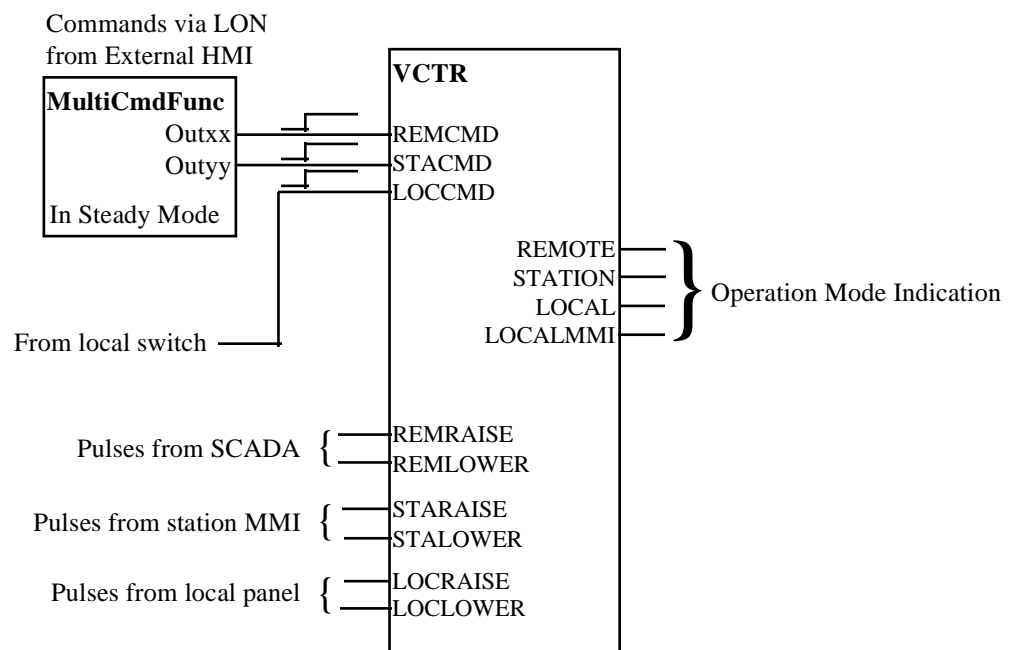 Commands via LON
from External HMI
MultiCmdFunc
Outxx
Outyy
In Steady Mode
From local switch
VCTR
REMCMD
STACMD
LOCCMD
REMOTE
STATION
LOCAL
LOCALMMI
Operation Mode Indication
Pulses from SCADA
REMRAISE
REMLOWER
Pulses from station MMI
STARAISE
STALOWER
Pulses from local panel
LOCRAISE
LOCLOWER